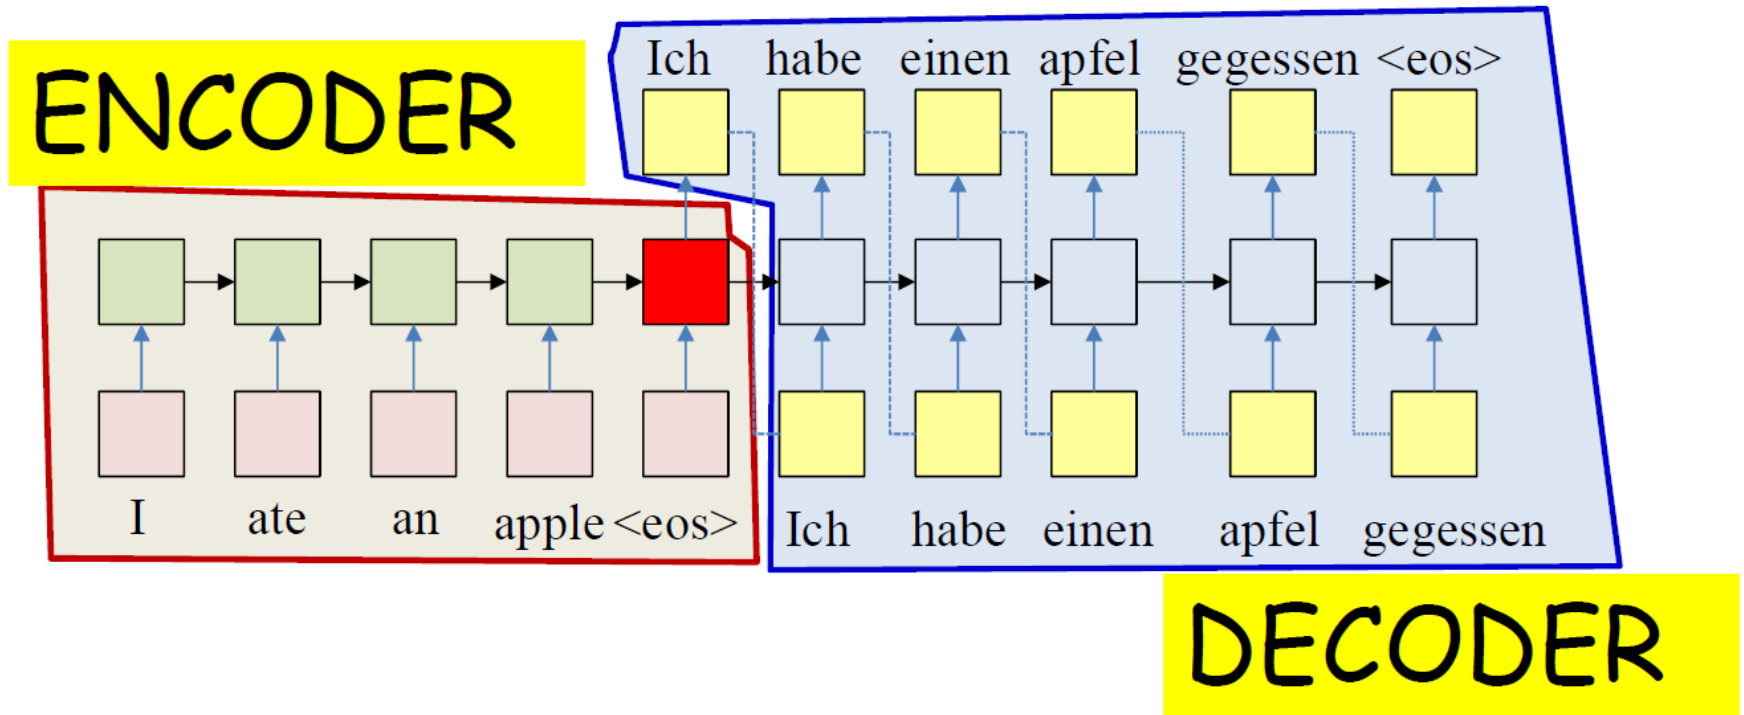 ENCODER
Ich habe einen apfel gegessen <eos>
I ate an apple <eos>
Ich habe einen apfel gegessen
DECODER